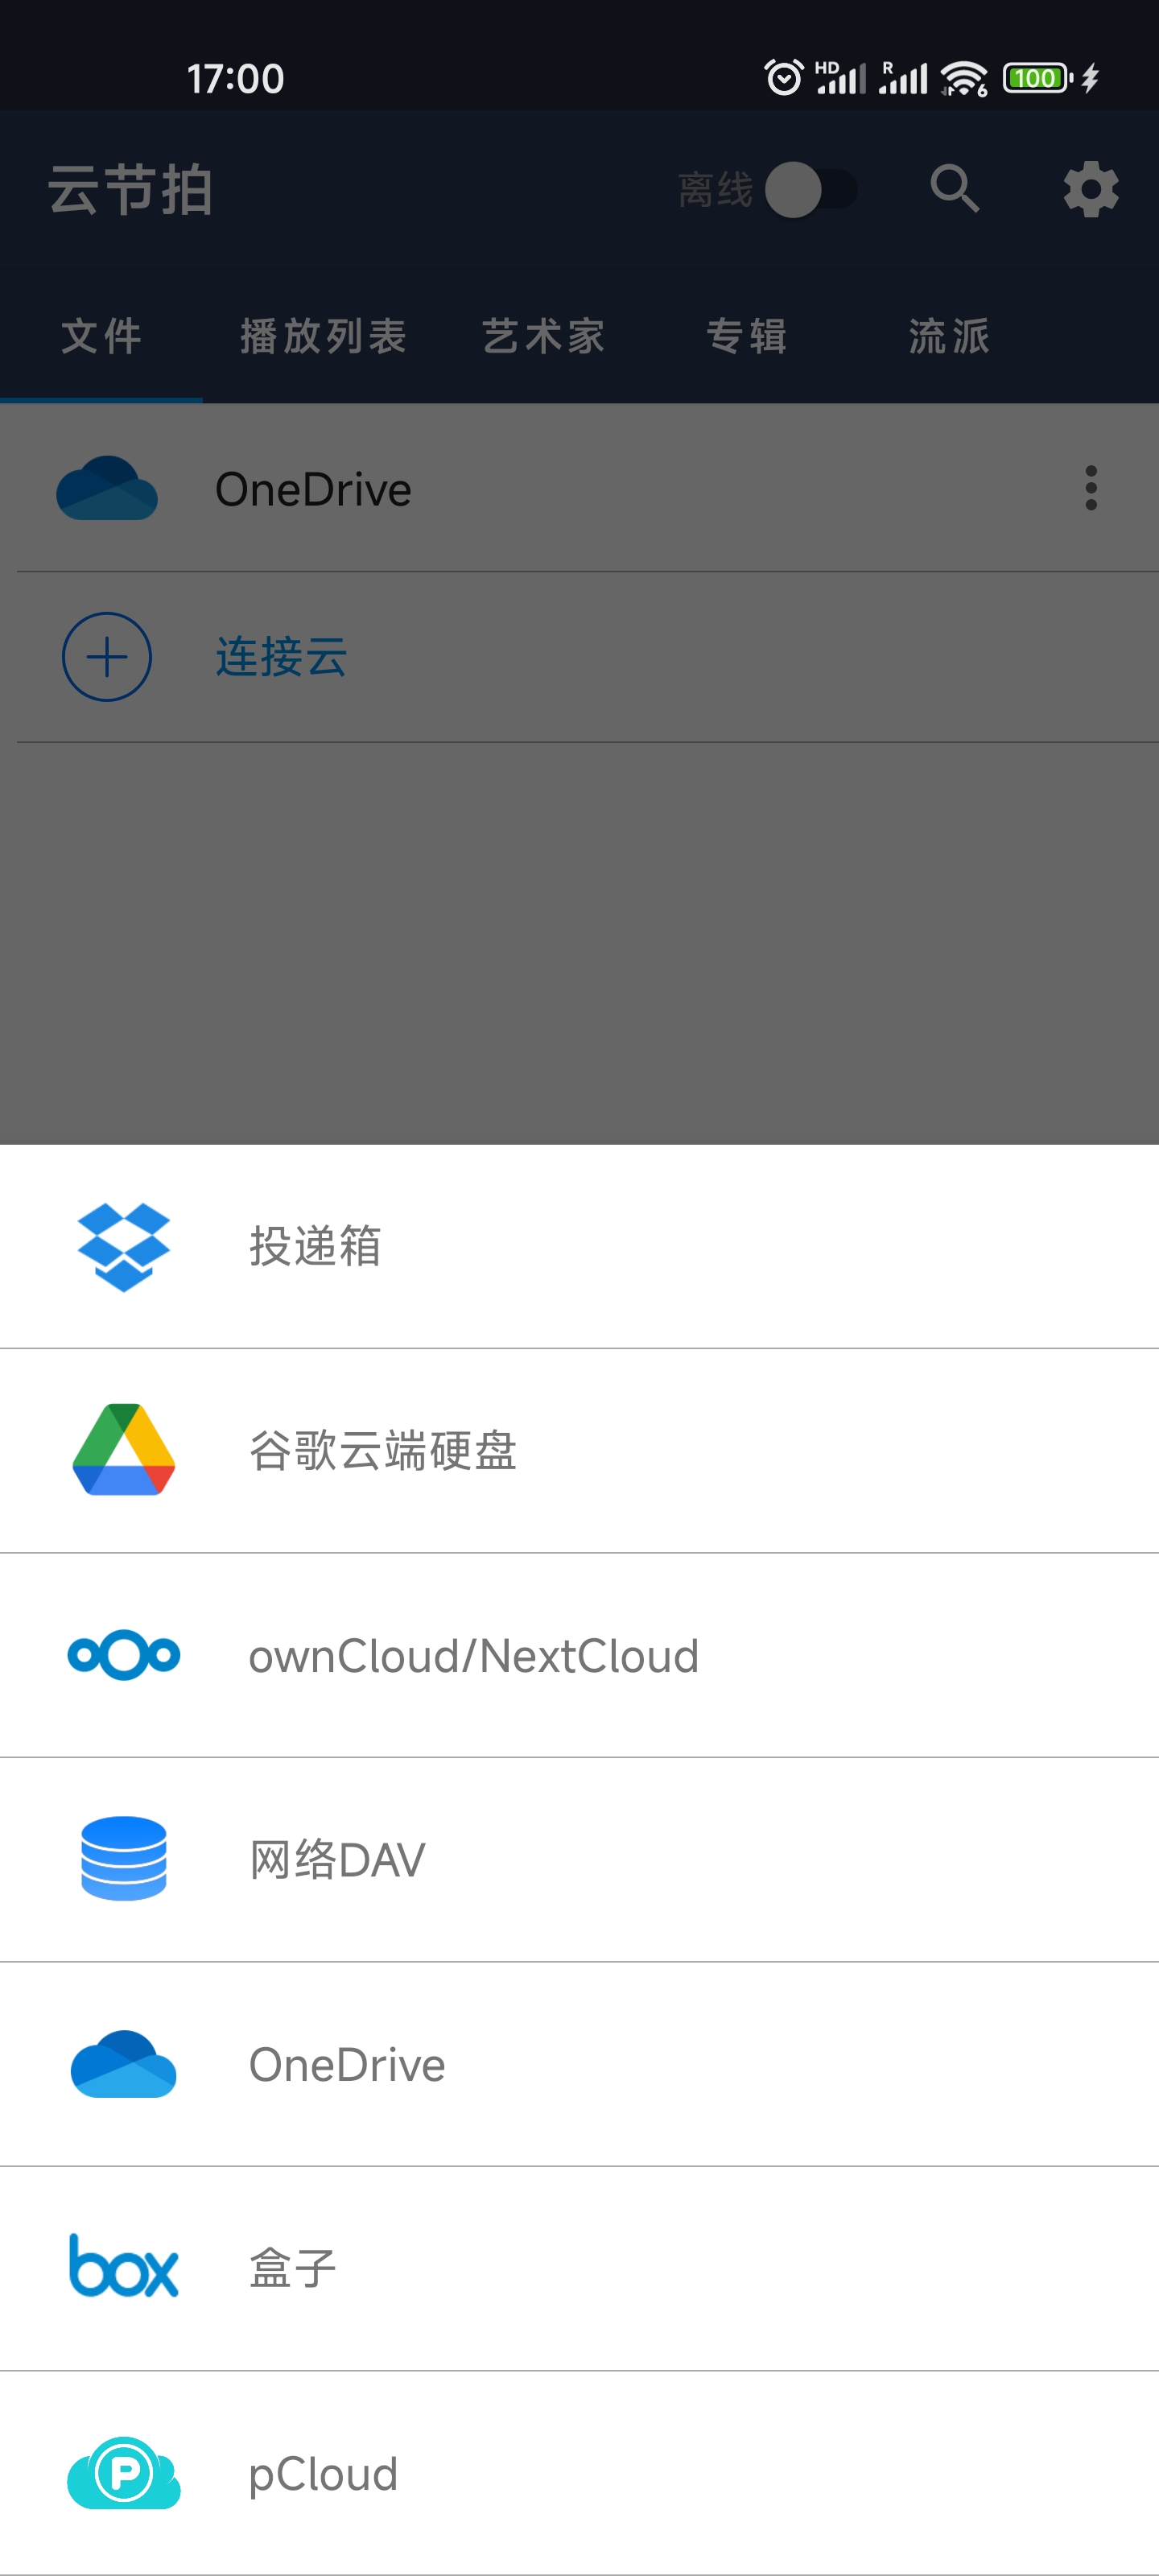 17:00
HD R 6 100
云节拍 离线
文件 播放列表 艺术家 专辑 流派
OneDrive
连接云
投递箱
谷歌云端硬盘
ownCloud/NextCloud
网络DAV
OneDrive
box 盒子
P pCloud